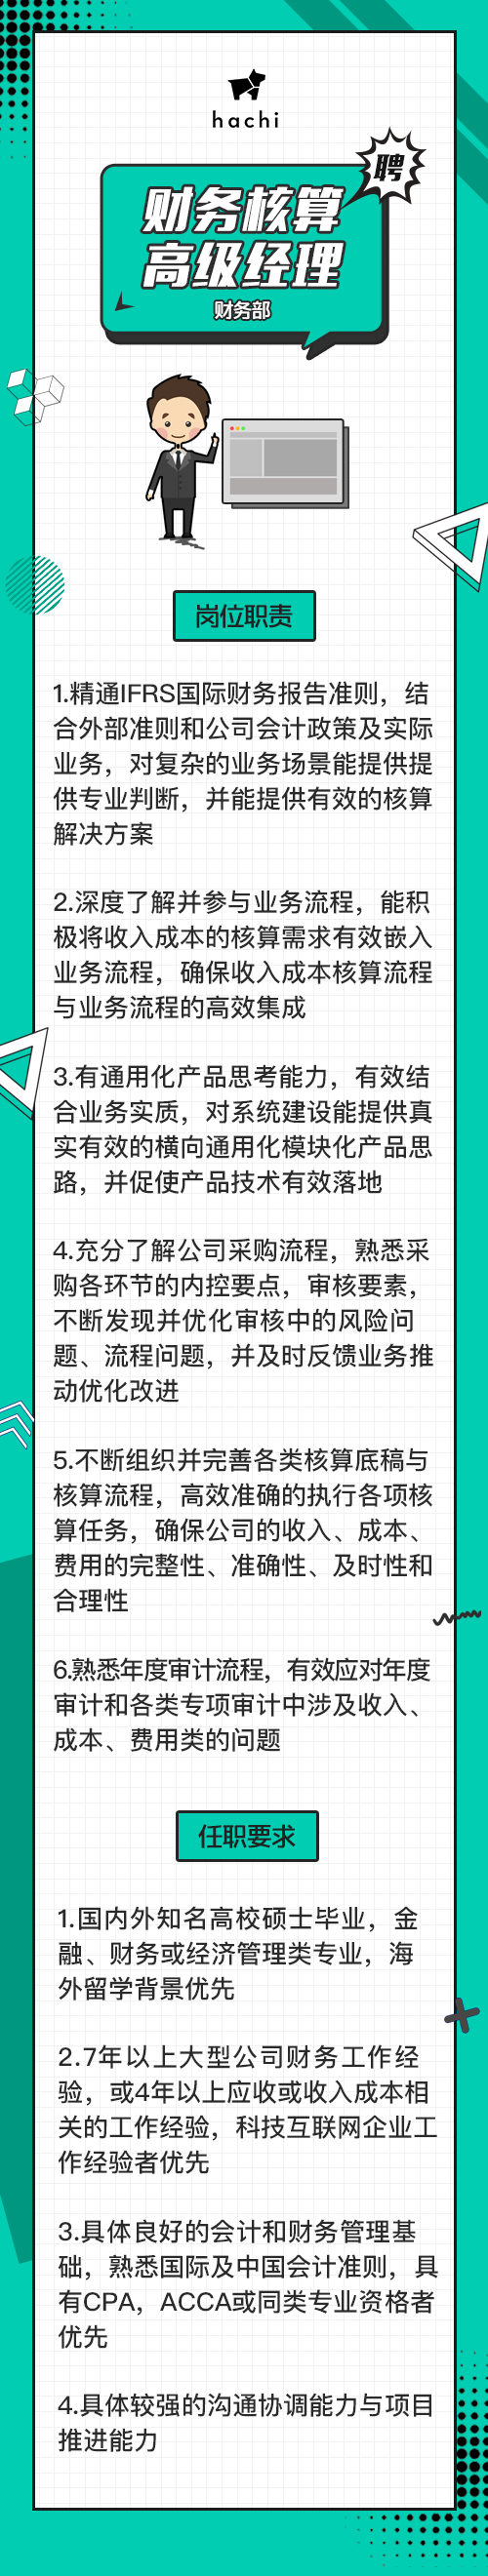 hachi
聘
财务核算
高级经理
财务部
岗位职责
1.精通IFRS国际财务报告准则，结
合外部准则和公司会计政策及实际
业务，对复杂的业务场景能提供提
供专业判断，并能提供有效的核算
解决方案
2.深度了解并参与业务流程，能积
极将收入成本的核算需求有效嵌入
业务流程，确保收入成本核算流程
与业务流程的高效集成
3.有通用化产品思考能力，有效结
合业务实质，对系统建设能提供真
实有效的横向通用化模块化产品思
路，并促使产品技术有效落地
4.充分了解公司采购流程，熟悉采
购各环节的内控要点，审核要素，
不断发现并优化审核中的风险问
题、流程问题，并及时反馈业务推
动优化改进
5.不断组织并完善各类核算底稿与
核算流程，高效准确的执行各项核
算任务，确保公司的收入、成本、
费用的完整性、准确性、及时性和
合理性
6.熟悉年度审计流程，有效应对年度
审计和各类专项审计中涉及收入、
成本、费用类的问题
任职要求
1.国内外知名高校硕士毕业，金
融、财务或经济管理类专业，海
外留学背景优先
2.7年以上大型公司财务工作经
验，或4年以上应收或收入成本相
关的工作经验，科技互联网企业工
作经验者优先
3.具体良好的会计和财务管理基
础，熟悉国际及中国会计准则，具
有CPA，ACCA或同类专业资格者
优先
4.具体较强的沟通协调能力与项目
推进能力